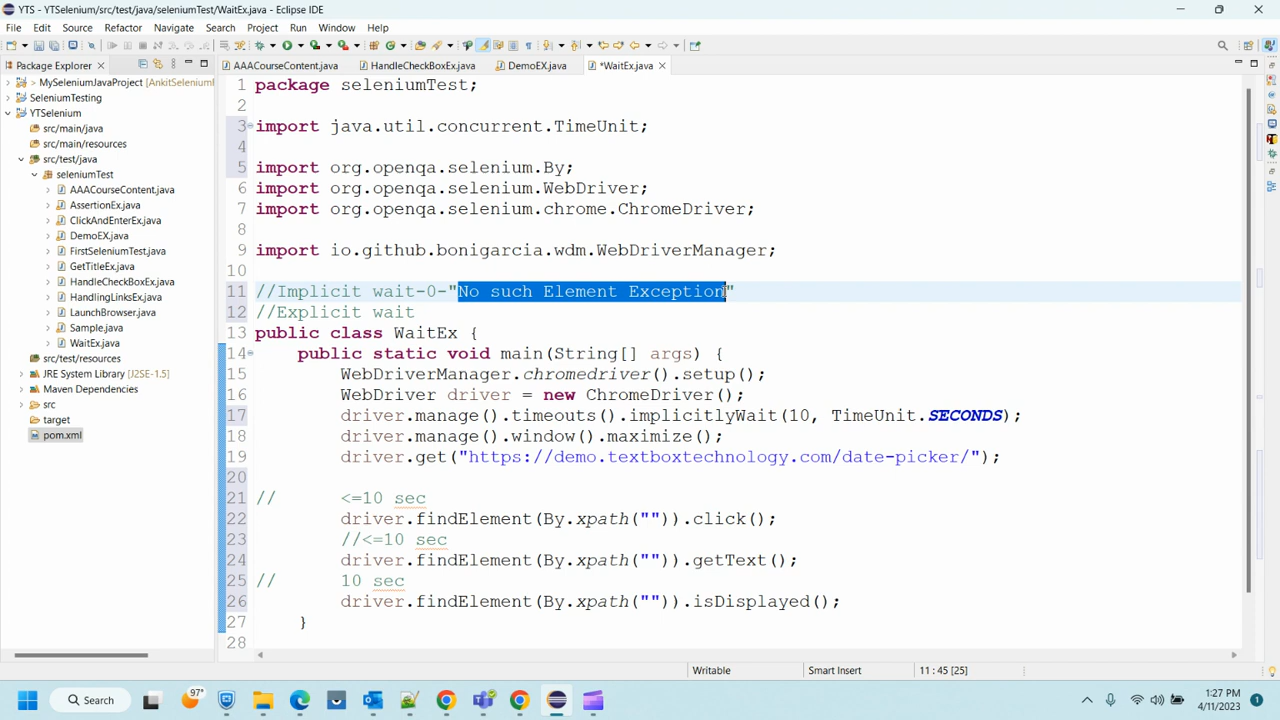 YTS - YTSelenium/src/test/java/seleniumTest/WaitEx.java - Eclipse IDE
File Edit Source Refactor Navigate Search Project Run Window Help
Package Explorer
AAACourseContent.java HandleCheckBoxEx.java DemoEX.java *WaitEx.java
MySeleniumJavaProject [AnkitSeleniumF
SeleniumTesting
YTSelenium
src/main/java
src/main/resources
src/test/java
seleniumTest
AAACourseContent.java
AssertionEx.java
ClickAndEnterEx.java
DemoEX.java
FirstSeleniumTest.java
GetTitleEx.java
HandleCheckBoxEx.java
HandlingLinksEx.java
LaunchBrowser.java
Sample.java
WaitEx.java
src/test/resources
JRE System Library [J2SE-1.5]
Maven Dependencies
src
target
pom.xml
1 package seleniumTest;
2
3 import java.util.concurrent.TimeUnit;
4
5 import org.openqa.selenium.By;
6 import org.openqa.selenium.WebDriver;
7 import org.openqa.selenium.chrome.ChromeDriver;
8
9 import io.github.bonigarcia.wdm.WebDriverManager;
10
11 //Implicit wait-0-"No such Element Exception"
12 //Explicit wait
13 public class WaitEx {
14 public static void main(String[] args) {
15 WebDriverManager.chromedriver().setup();
16 WebDriver driver = new ChromeDriver();
17 driver.manage().timeouts().implicitlyWait(10, TimeUnit.SECONDS);
18 driver.manage().window().maximize();
19 driver.get("https://demo.textboxtechnology.com/date-picker/");
20
21 // <=10 sec
22 driver.findElement(By.xpath("")).click();
23 //<=10 sec
24 driver.findElement(By.xpath("")).getText();
25 // 10 sec
26 driver.findElement(By.xpath("")).isDisplayed();
27 }
28
Writable Smart Insert 11 : 45 [25]
Search 97° 1:27 PM
4/11/2023 1